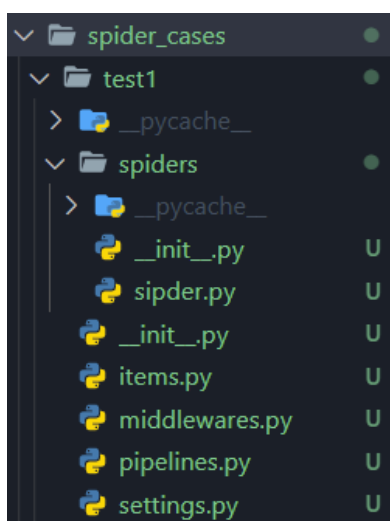 spider_cases
test1
__pycache__
spiders
__pycache__
__init__.py U
sipder.py U
__init__.py U
items.py U
middlewares.py U
pipelines.py U
settings.py U